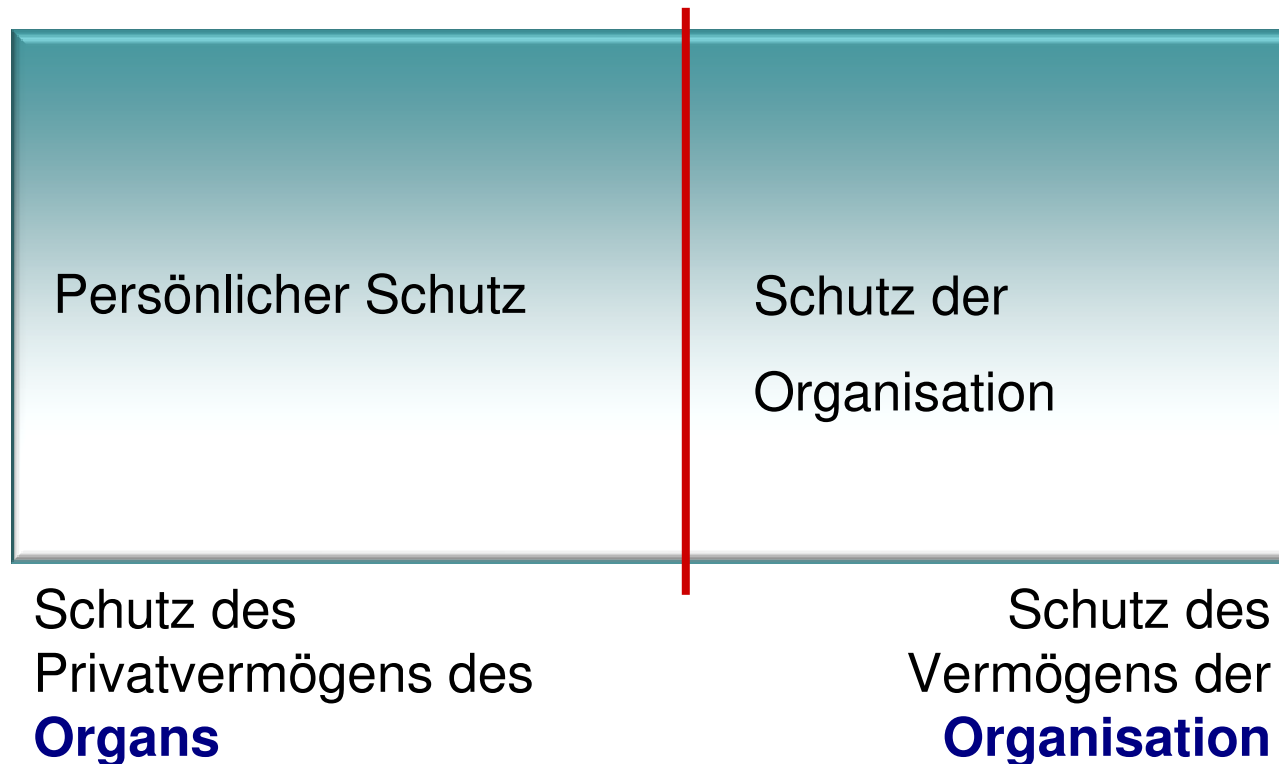 Persönlicher Schutz
Schutz der
Organisation
Schutz des
Privatvermögens des
Organs
Schutz des
Vermögens der
Organisation